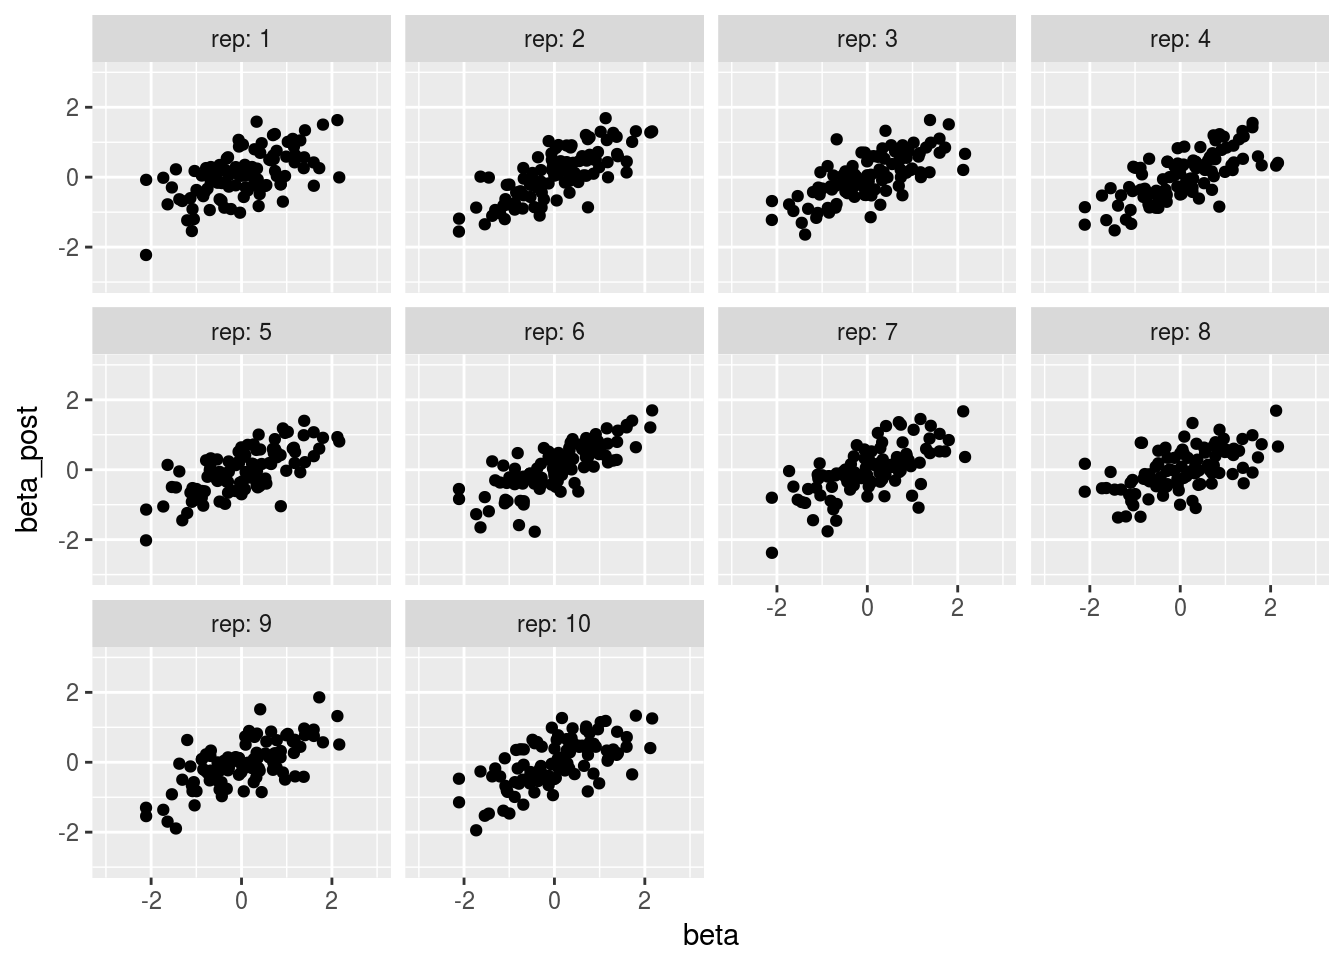 rep: 1
rep: 2
rep: 3
rep: 4
2
0
-2
rep: 5
rep: 6
rep: 7
rep: 8
2
0
-2
-2 0 2
-2 0 2
rep: 9
rep: 10
2
0
-2
-2 0 2
-2 0 2
beta_post
beta